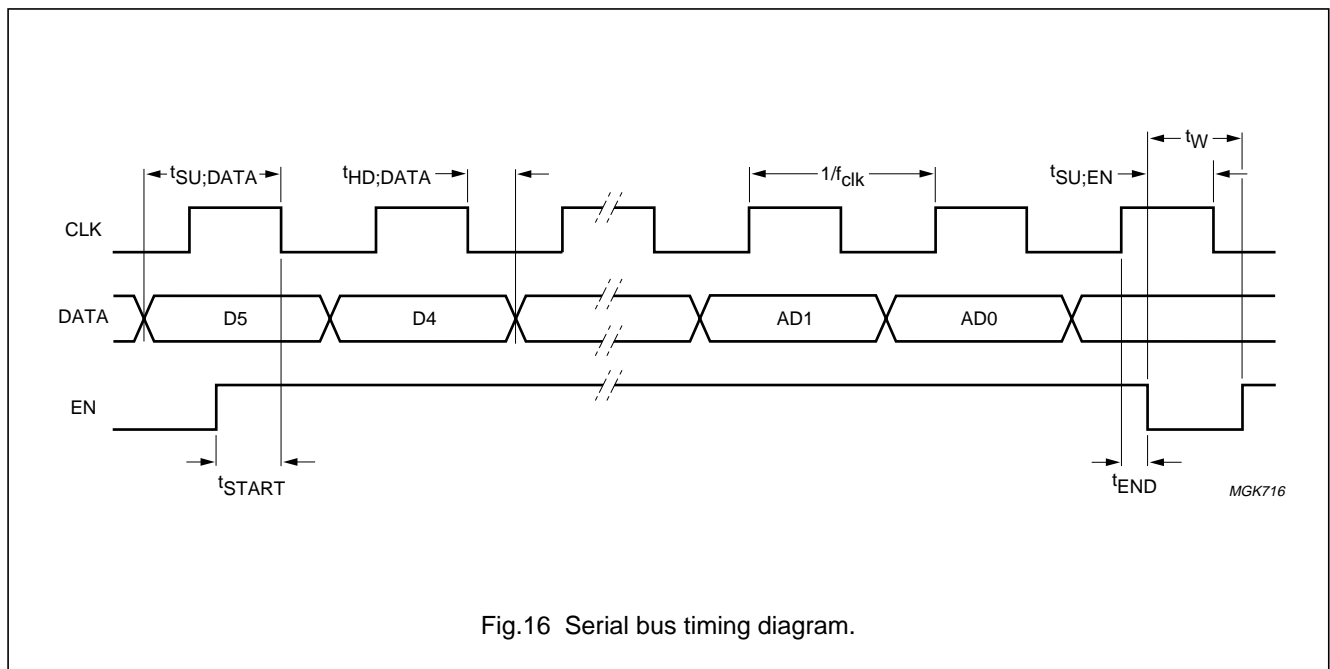 tW
tSU;DATA
tHD;DATA
1/fclk
tSU;EN
CLK
DATA
D5
D4
AD1
AD0
EN
tSTART
tEND
MGK716
Fig.16 Serial bus timing diagram.